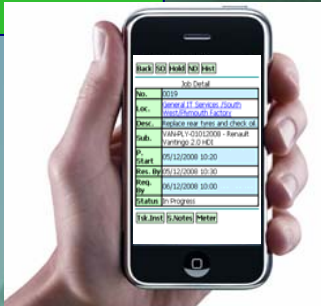 Back SO Hold ND Hist
Job Detail
No. 0019
Loc. General IT Services /South
West/Plymouth Factory
Desc. Replace rear tyres and check oil.
Sub. VAN-PLY-01012008 - Renault
Vantingo 2.0 HDI
P.
Start 05/12/2008 10:20
Res. By 05/12/2008 10:30
Req.
By 06/12/2008 10:00
Status In Progress
Tsk.Inst S.Notes Meter